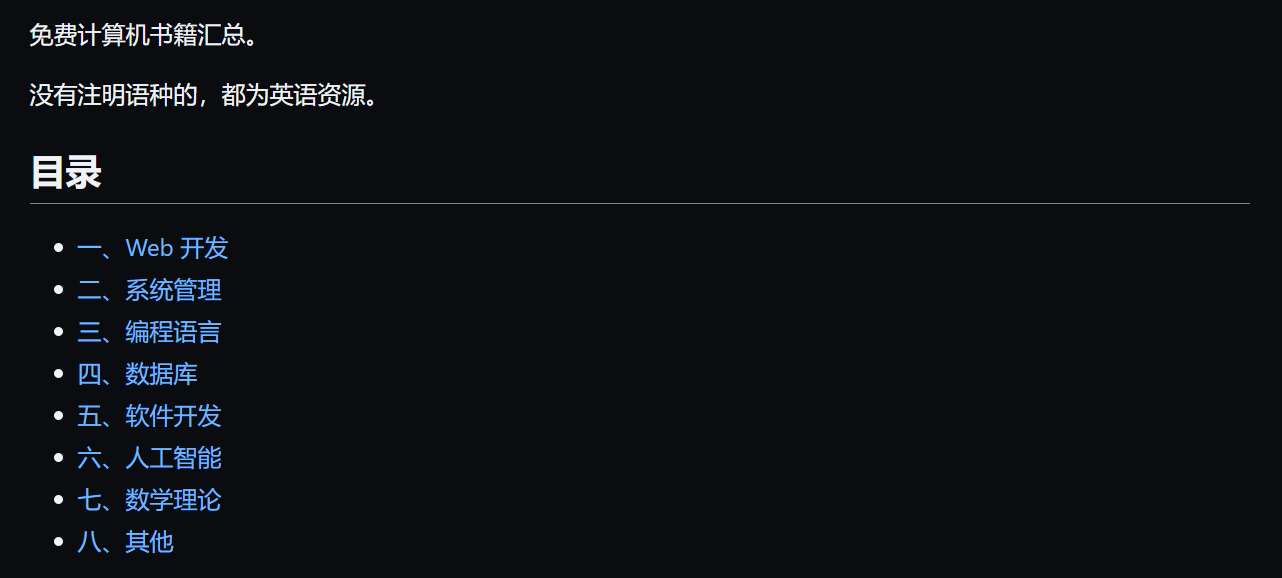 免费计算机书籍汇总。
没有注明语种的，都为英语资源。
目录
一、Web 开发
二、系统管理
三、编程语言
四、数据库
五、软件开发
六、人工智能
七、数学理论
八、其他